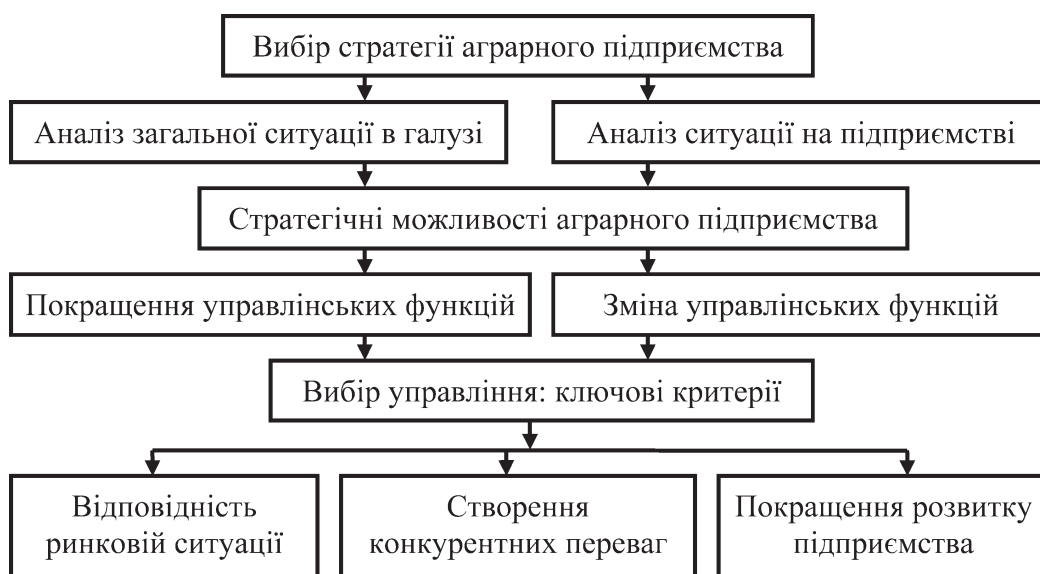 Вибір стратегії аграрного підприємства
Аналіз загальної ситуації в галузі
Аналіз ситуації на підприємстві
Стратегічні можливості аграрного підприємства
Покращення управлінських функцій
Зміна управлінських функцій
Вибір управління: ключові критерії
Відповідність
ринковій ситуації
Створення
конкурентних переваг
Покращення розвитку
підприємства